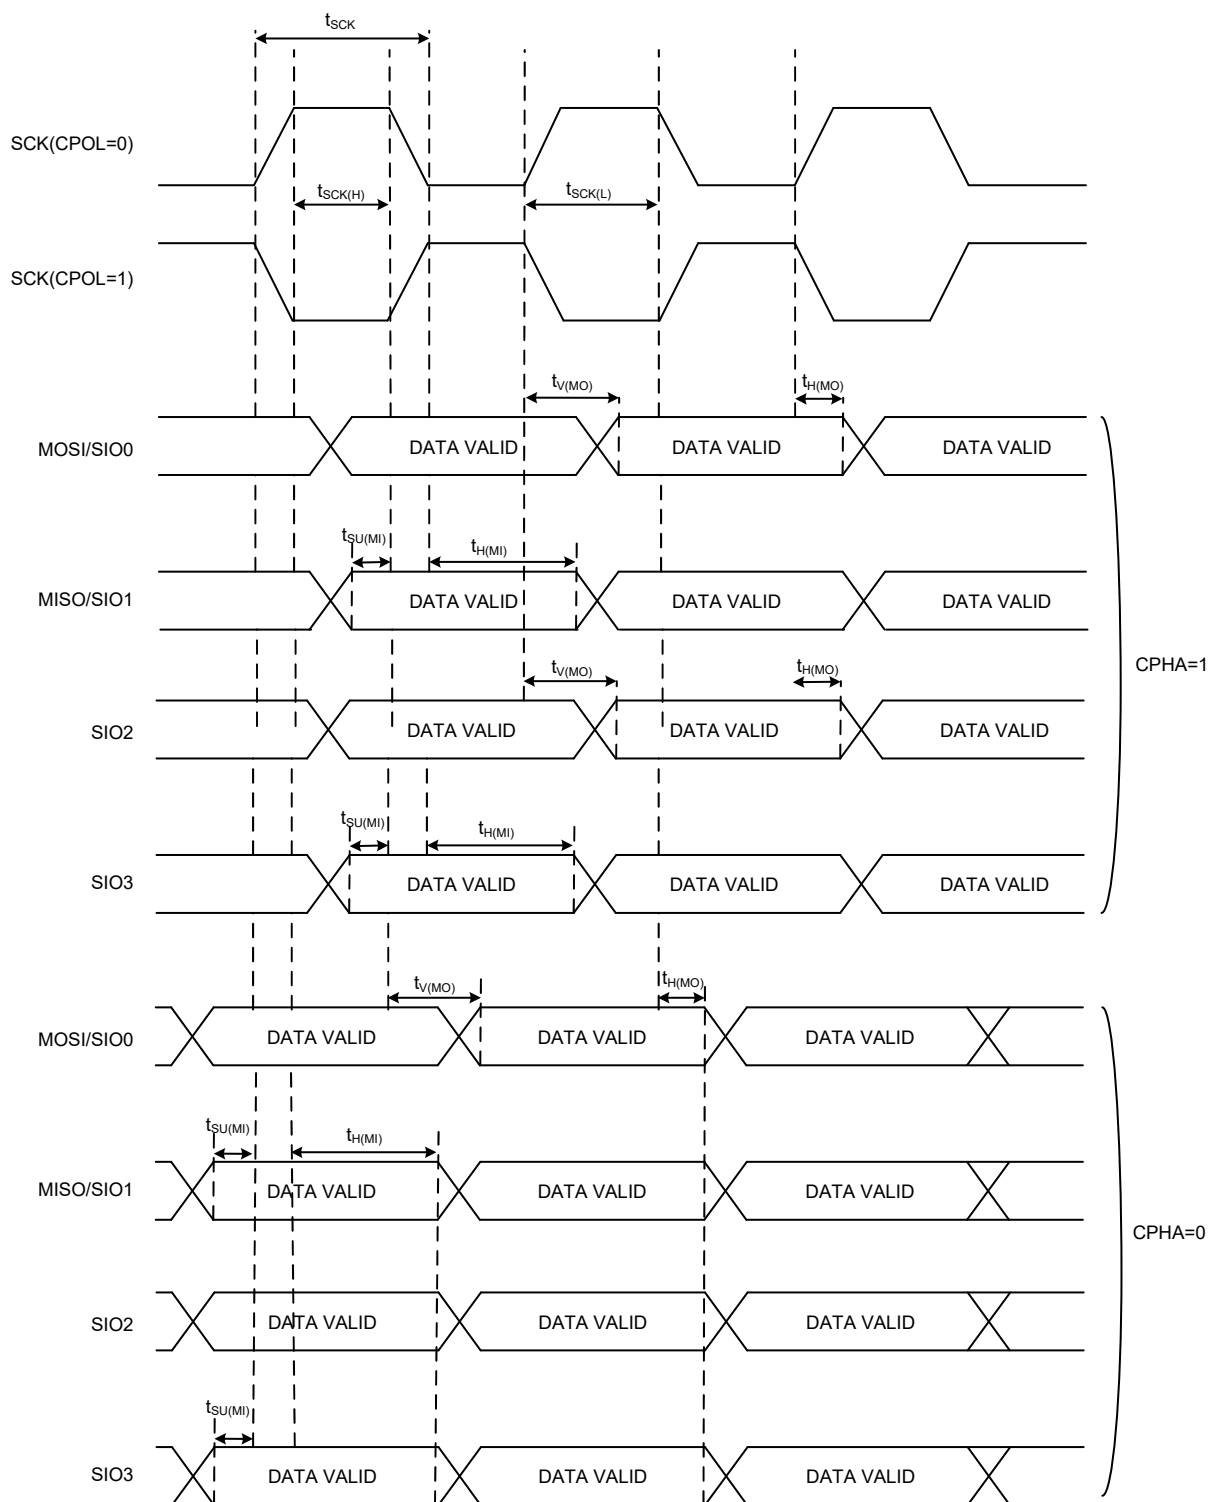 tSCK
SCK(CPOL=0)
tSCK(H) tSCK(L)
SCK(CPOL=1)
tV(MO) tH(MO)
MOSI/SIO0 DATA VALID DATA VALID DATA VALID
tSU(MI) tH(MI)
MISO/SIO1 DATA VALID DATA VALID DATA VALID
CPHA=1
tV(MO) tH(MO)
SIO2 DATA VALID DATA VALID DATA VALID
tSU(MI) tH(MI)
SIO3 DATA VALID DATA VALID DATA VALID
tV(MO) tH(MO)
MOSI/SIO0 DATA VALID DATA VALID DATA VALID
tSU(MI) tH(MI)
MISO/SIO1 DATA VALID DATA VALID DATA VALID
CPHA=0
SIO2 DATA VALID DATA VALID DATA VALID
tSU(MI)
SIO3 DATA VALID DATA VALID DATA VALID